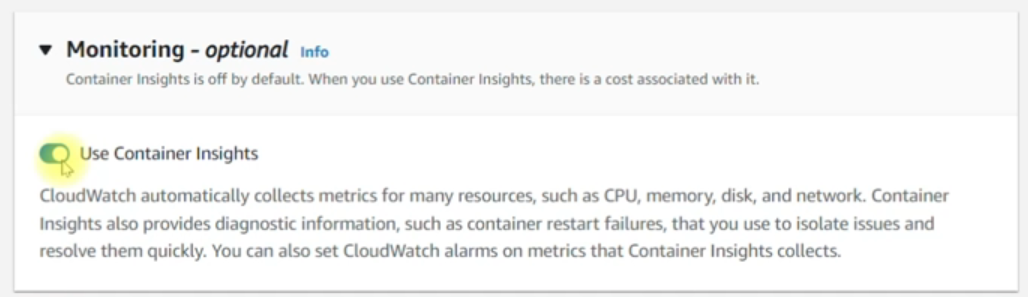 Monitoring - optional Info
Container Insights is off by default. When you use Container Insights, there is a cost associated with it.
Use Container Insights
CloudWatch automatically collects metrics for many resources, such as CPU, memory, disk, and network. Container
Insights also provides diagnostic information, such as container restart failures, that you use to isolate issues and
resolve them quickly. You can also set CloudWatch alarms on metrics that Container Insights collects.